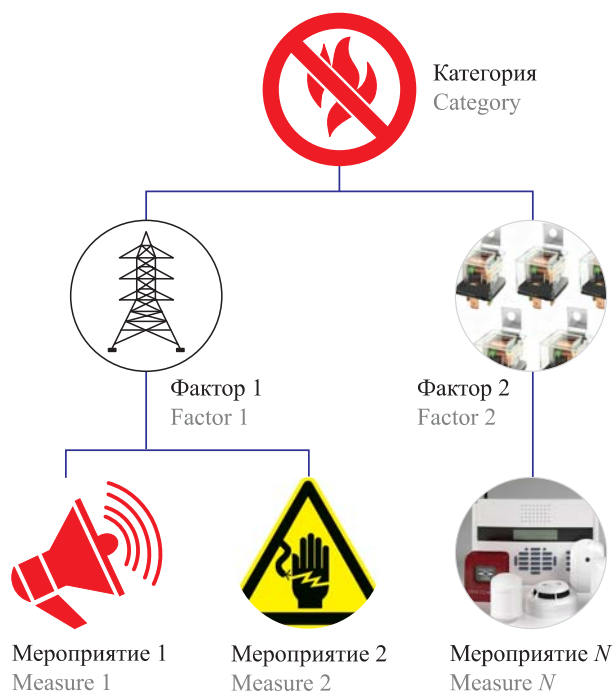 Категория
Category
Фактор 1
Factor 1
Фактор 2
Factor 2
Мероприятие 1
Measure 1
Мероприятие 2
Measure 2
Мероприятие N
Measure N